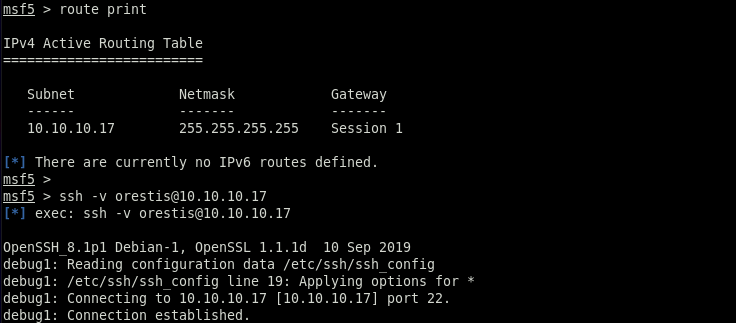 msf5 > route print
IPv4 Active Routing Table
=========================
Subnet Netmask Gateway
------ ------- -------
10.10.10.17 255.255.255.255 Session 1
[*] There are currently no IPv6 routes defined.
msf5 >
msf5 > ssh -v orestis@10.10.10.17
[*] exec: ssh -v orestis@10.10.10.17
OpenSSH_8.1p1 Debian-1, OpenSSL 1.1.1d  10 Sep 2019
debug1: Reading configuration data /etc/ssh/ssh_config
debug1: /etc/ssh/ssh_config line 19: Applying options for *
debug1: Connecting to 10.10.10.17 [10.10.10.17] port 22.
debug1: Connection established.